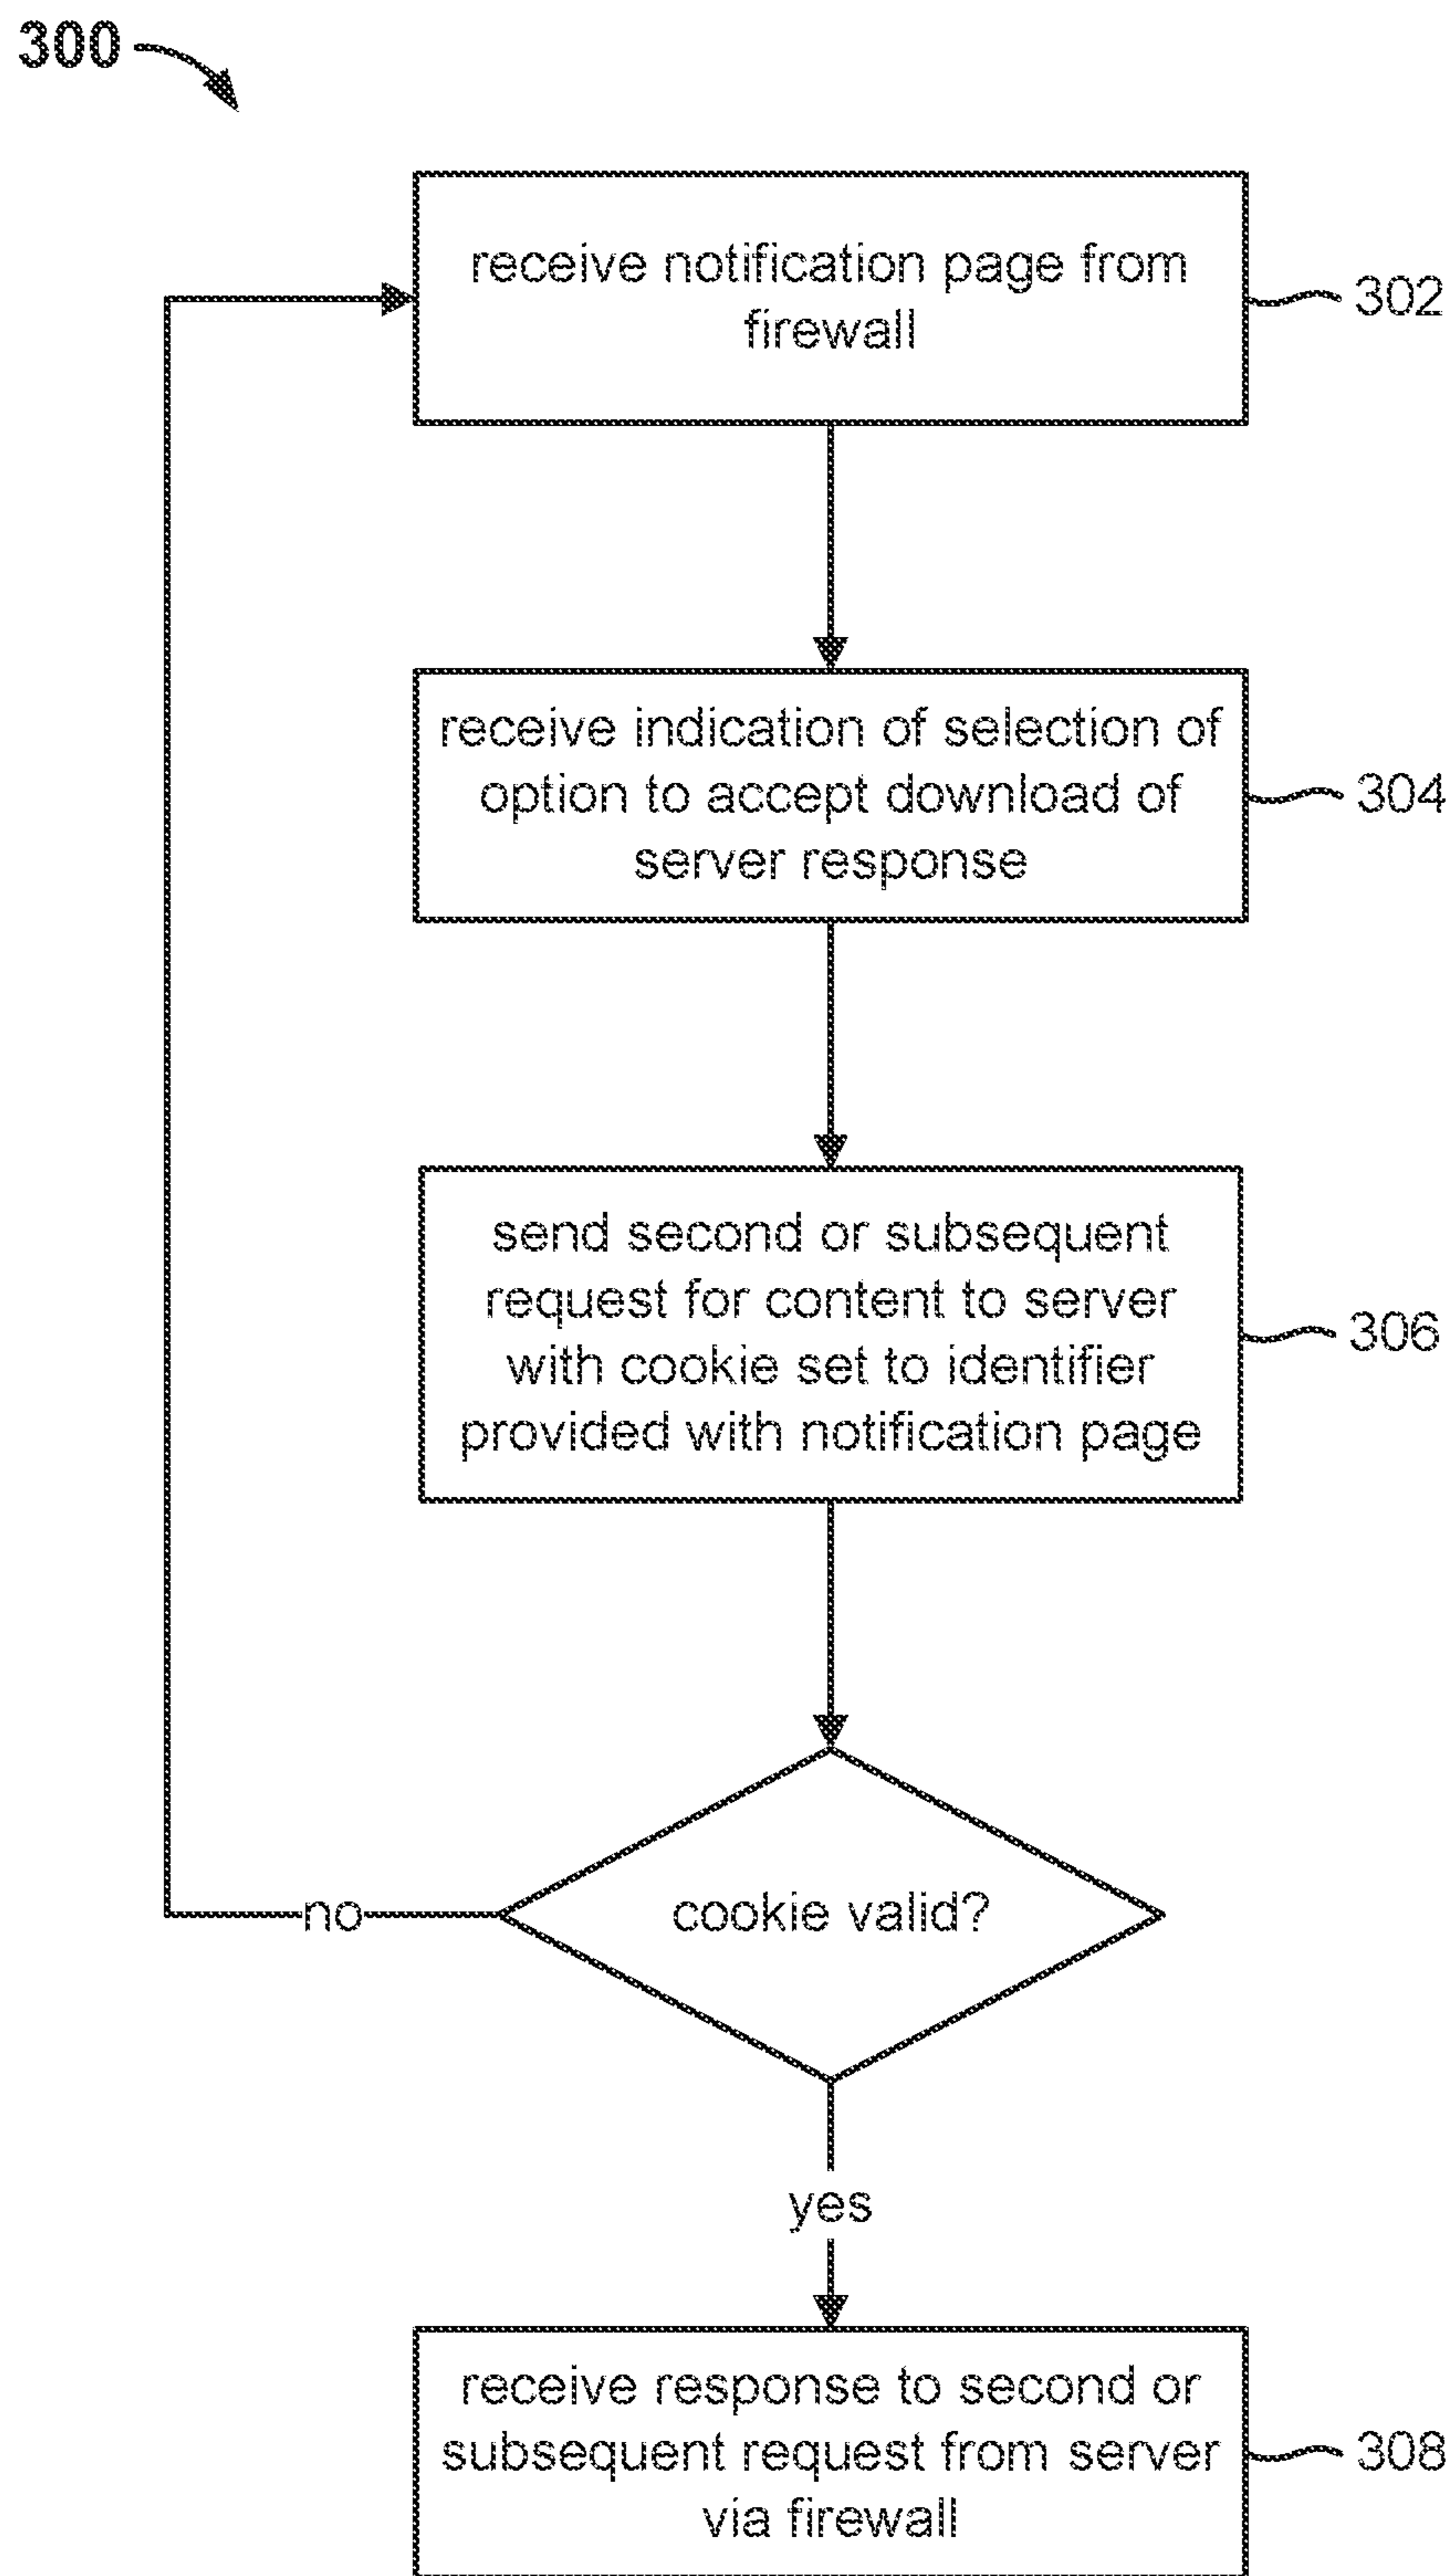 300
receive notification page from
firewall
302
receive indication of selection of
option to accept download of
server response
304
send second or subsequent
request for content to server
with cookie set to identifier
provided with notification page
306
cookie valid?
no
yes
receive response to second or
subsequent request from server
via firewall
308